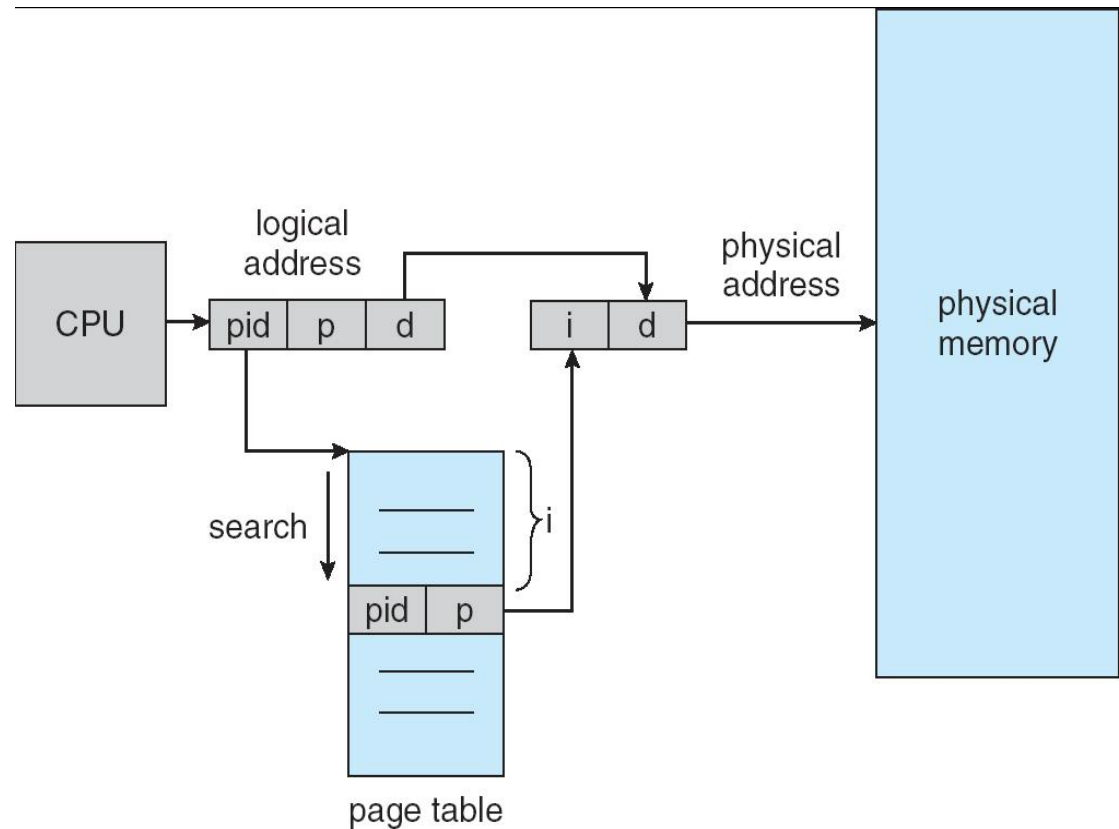 logical
address
physical
address
CPU
pid p d
i d
physical
memory
search
i
pid p
page table